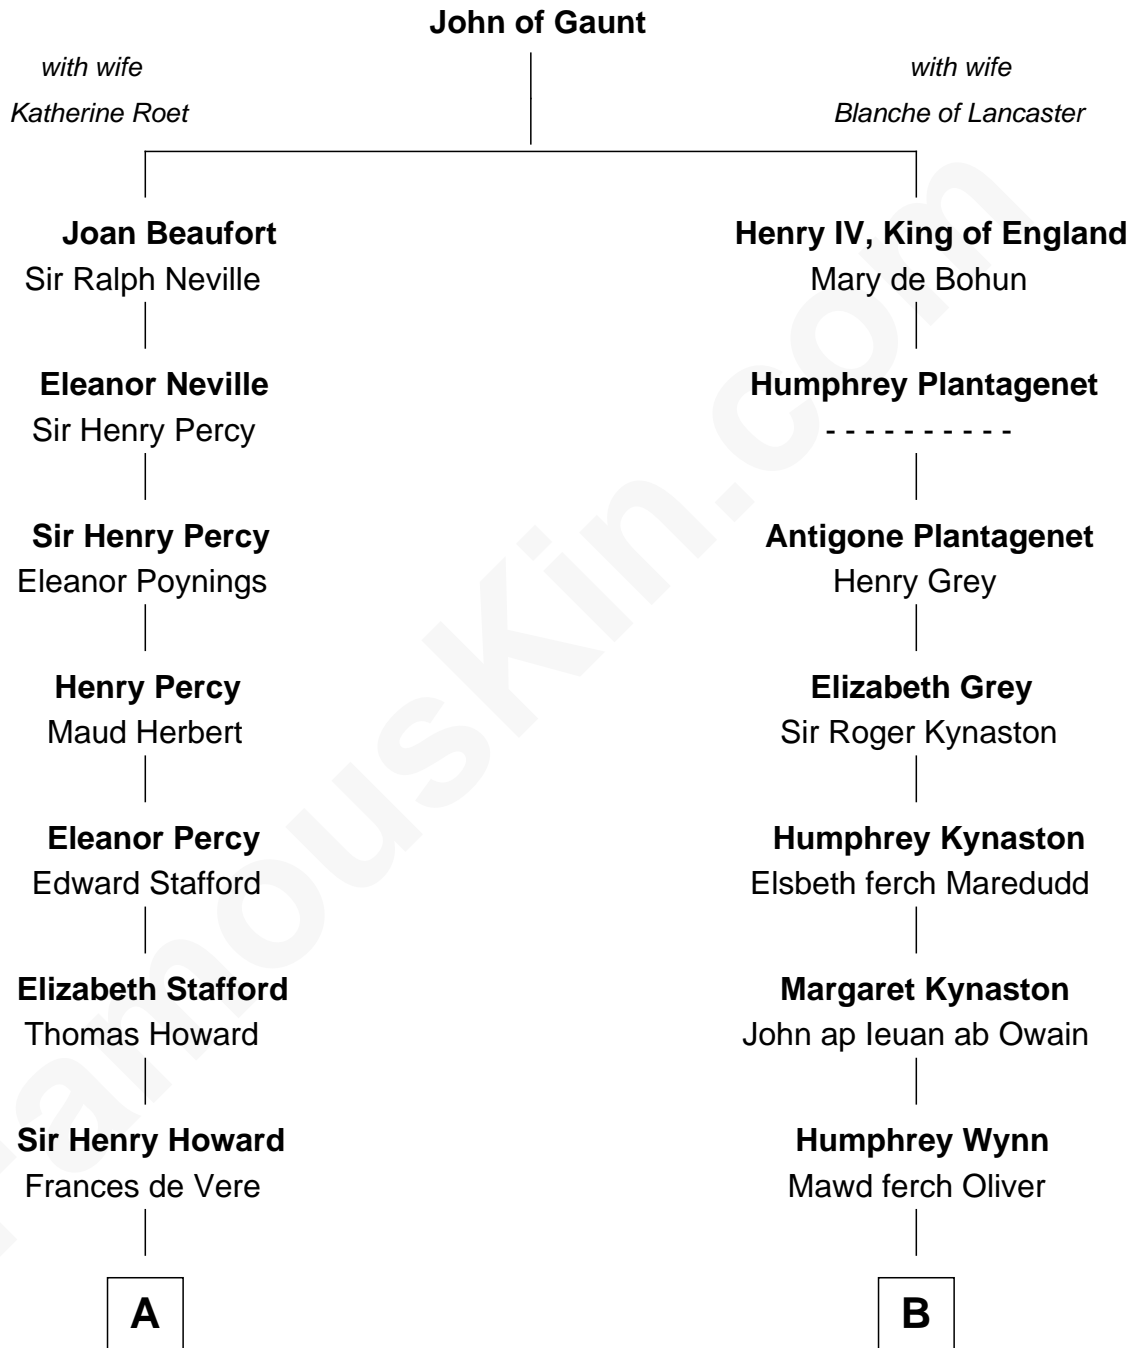 John of Gaunt
with wife
Katherine Roet
with wife
Blanche of Lancaster
Joan Beaufort
Sir Ralph Neville
Henry IV, King of England
Mary de Bohun
Eleanor Neville
Sir Henry Percy
Humphrey Plantagenet
- - - - - - - - - -
Sir Henry Percy
Eleanor Poynings
Antigone Plantagenet
Henry Grey
Henry Percy
Maud Herbert
Elizabeth Grey
Sir Roger Kynaston
Eleanor Percy
Edward Stafford
Humphrey Kynaston
Elsbeth ferch Maredudd
Elizabeth Stafford
Thomas Howard
Margaret Kynaston
John ap Ieuan ab Owain
Sir Henry Howard
Frances de Vere
Humphrey Wynn
Mawd ferch Oliver
A
B
FamousKin.com